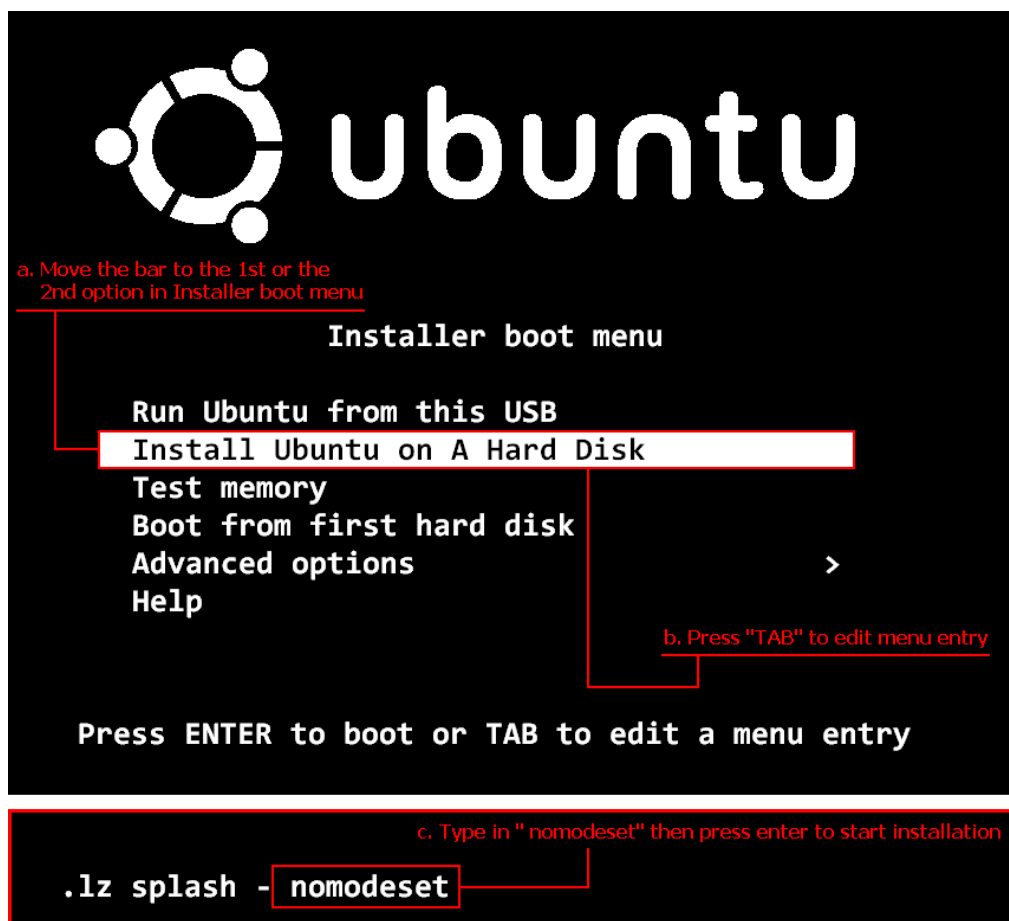 ubuntu
a. Move the bar to the 1st or the
2nd option in Installer boot menu
Installer boot menu
Run Ubuntu from this USB
Install Ubuntu on A Hard Disk
Test memory
Boot from first hard disk
Advanced options >
Help
b. Press "TAB" to edit menu entry
Press ENTER to boot or TAB to edit a menu entry
c. Type in " nomodeset" then press enter to start installation
.lz splash - nomodeset